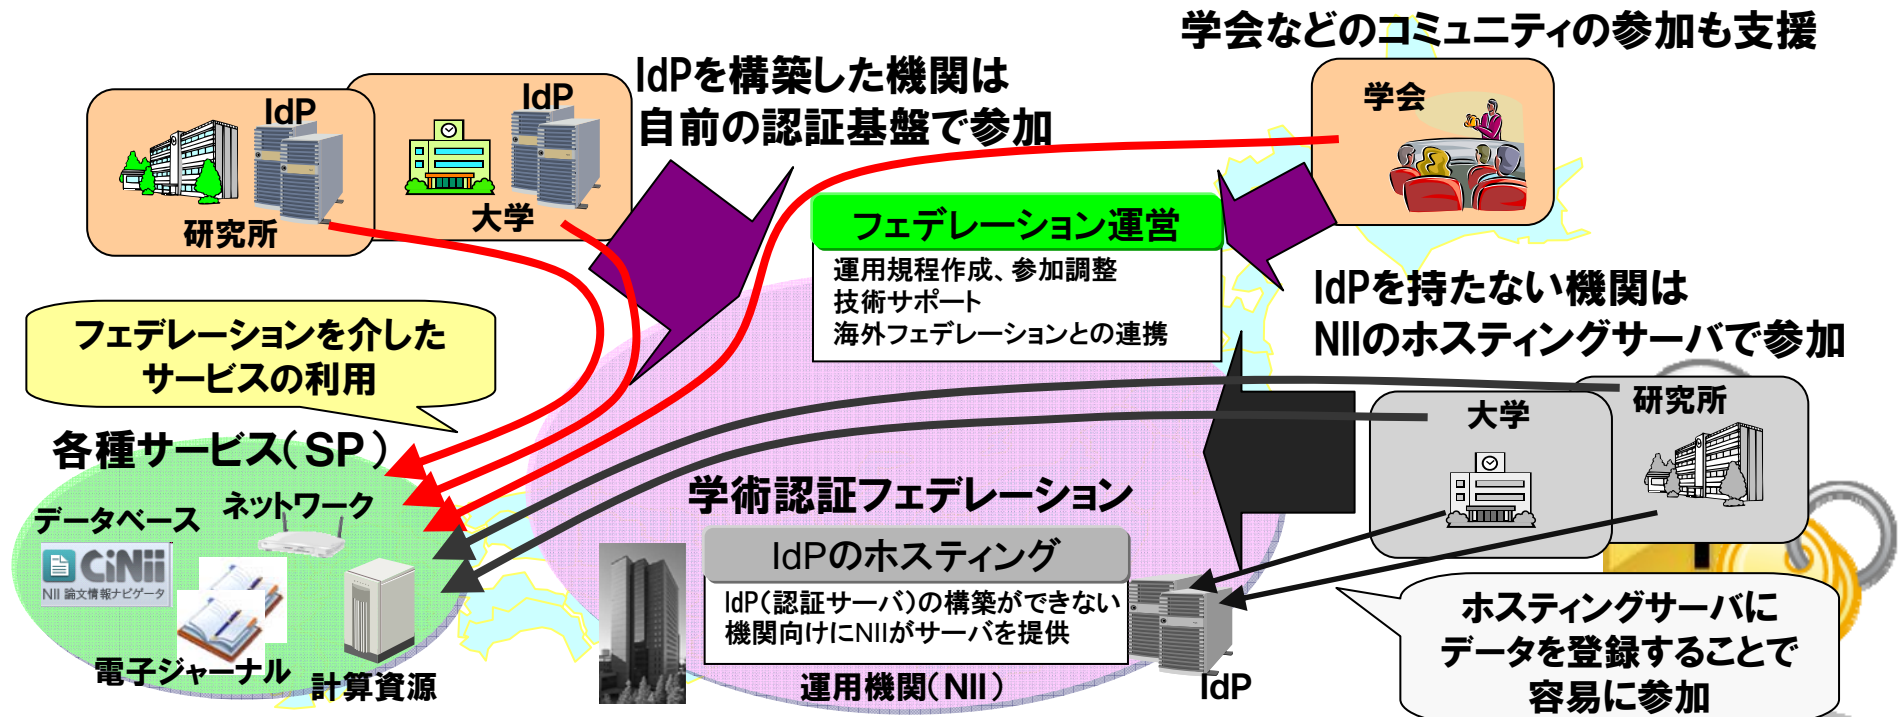 学会などのコミュニティの参加も支援
IdPを構築した機関は
自前の認証基盤で参加
IdP
研究所
IdP
大学
学会
フェデレーション運営
運用規程作成、参加調整
技術サポート
海外フェデレーションとの連携
IdPを持たない機関は
NIIのホスティングサーバで参加
フェデレーションを介した
サービスの利用
大学
研究所
各種サービス(SP)
データベース
ネットワーク
CiNii
NII 論文情報ナビゲータ
電子ジャーナル
計算資源
学術認証フェデレーション
IdPのホスティング
IdP(認証サーバ)の構築ができない
機関向けにNIIがサーバを提供
運用機関(NII)
IdP
ホスティングサーバに
データを登録することで
容易に参加